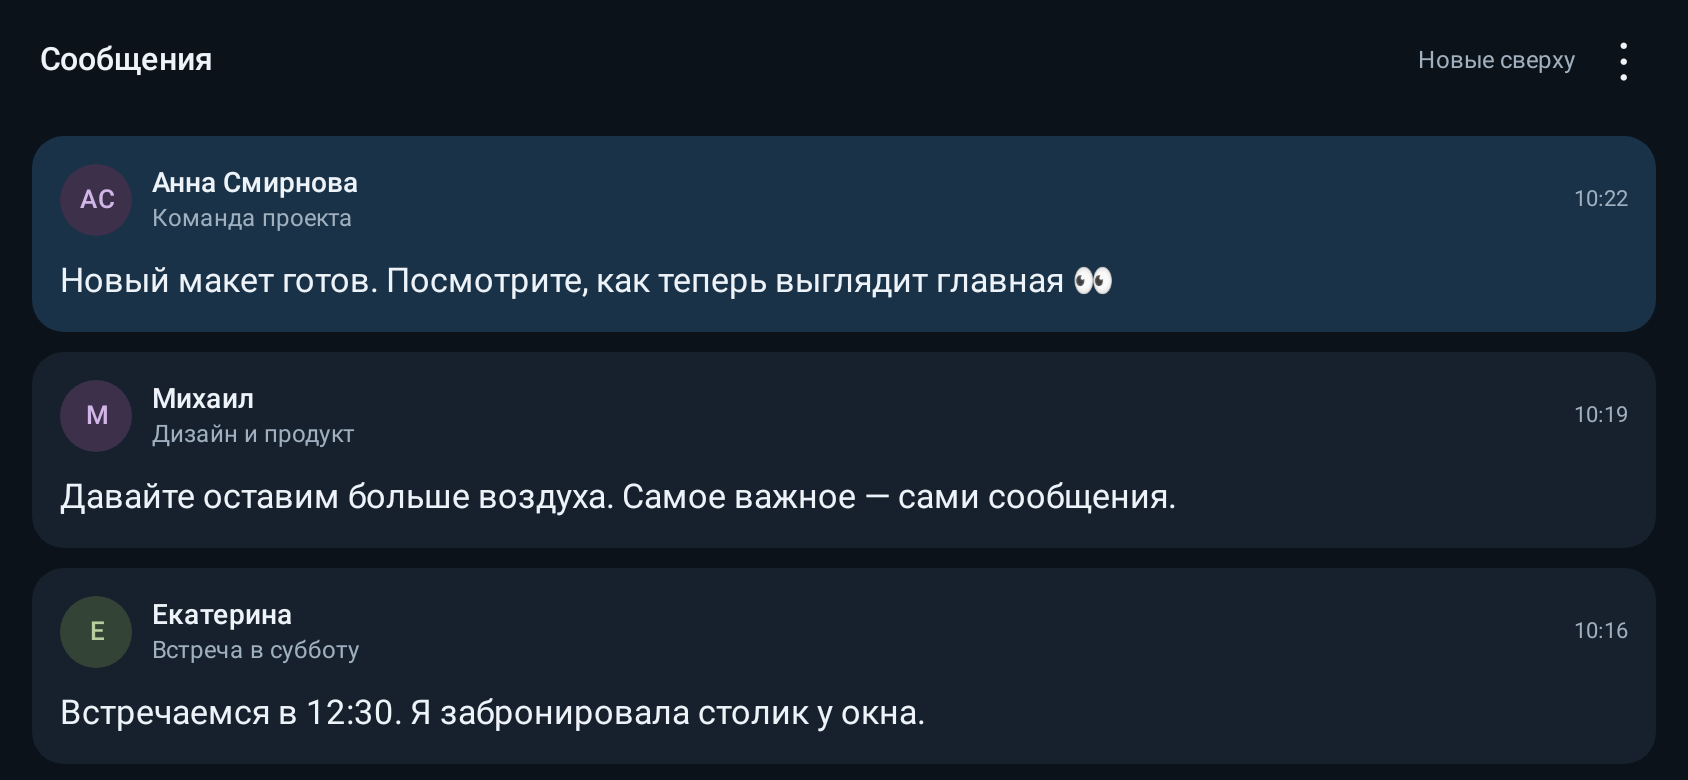 Сообщения
Новые сверху
АС
Анна Смирнова
Команда проекта
10:22
Новый макет готов. Посмотрите, как теперь выглядит главная 👀
М
Михаил
Дизайн и продукт
10:19
Давайте оставим больше воздуха. Самое важное — сами сообщения.
Е
Екатерина
Встреча в субботу
10:16
Встречаемся в 12:30. Я забронировала столик у окна.